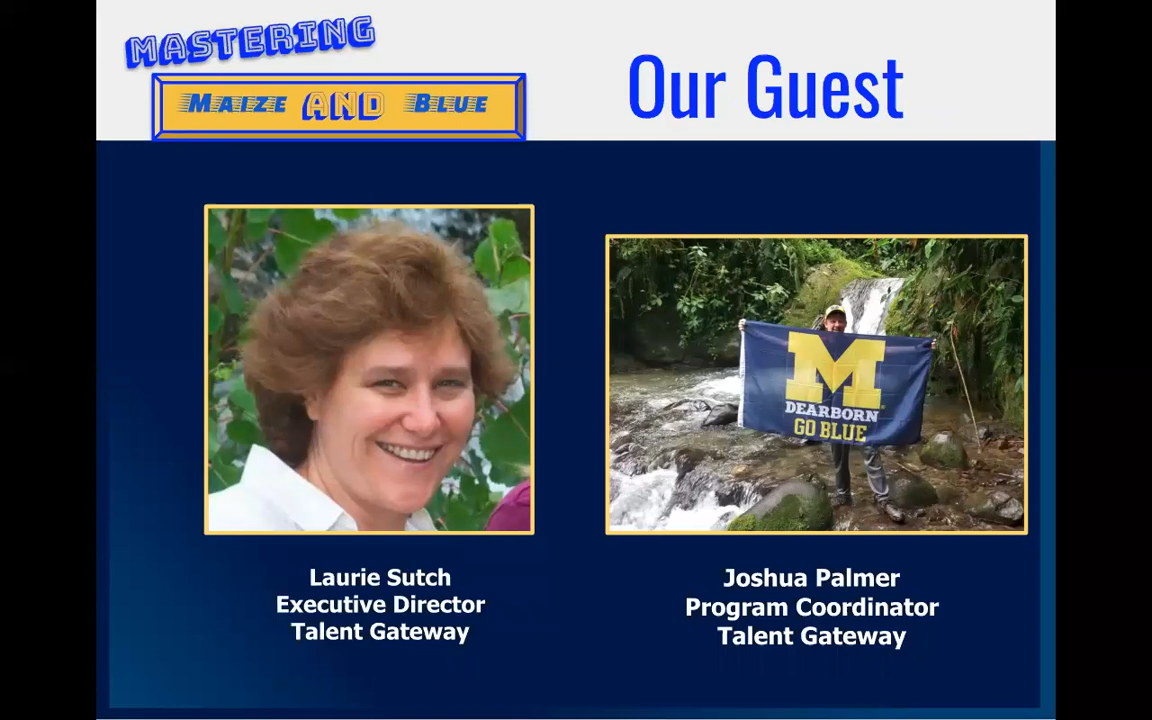 MASTERING
MAIZE AND BLUE
Our Guest
M
DEARBORN
GO BLUE
Laurie Sutch
Executive Director
Talent Gateway
Joshua Palmer
Program Coordinator
Talent Gateway